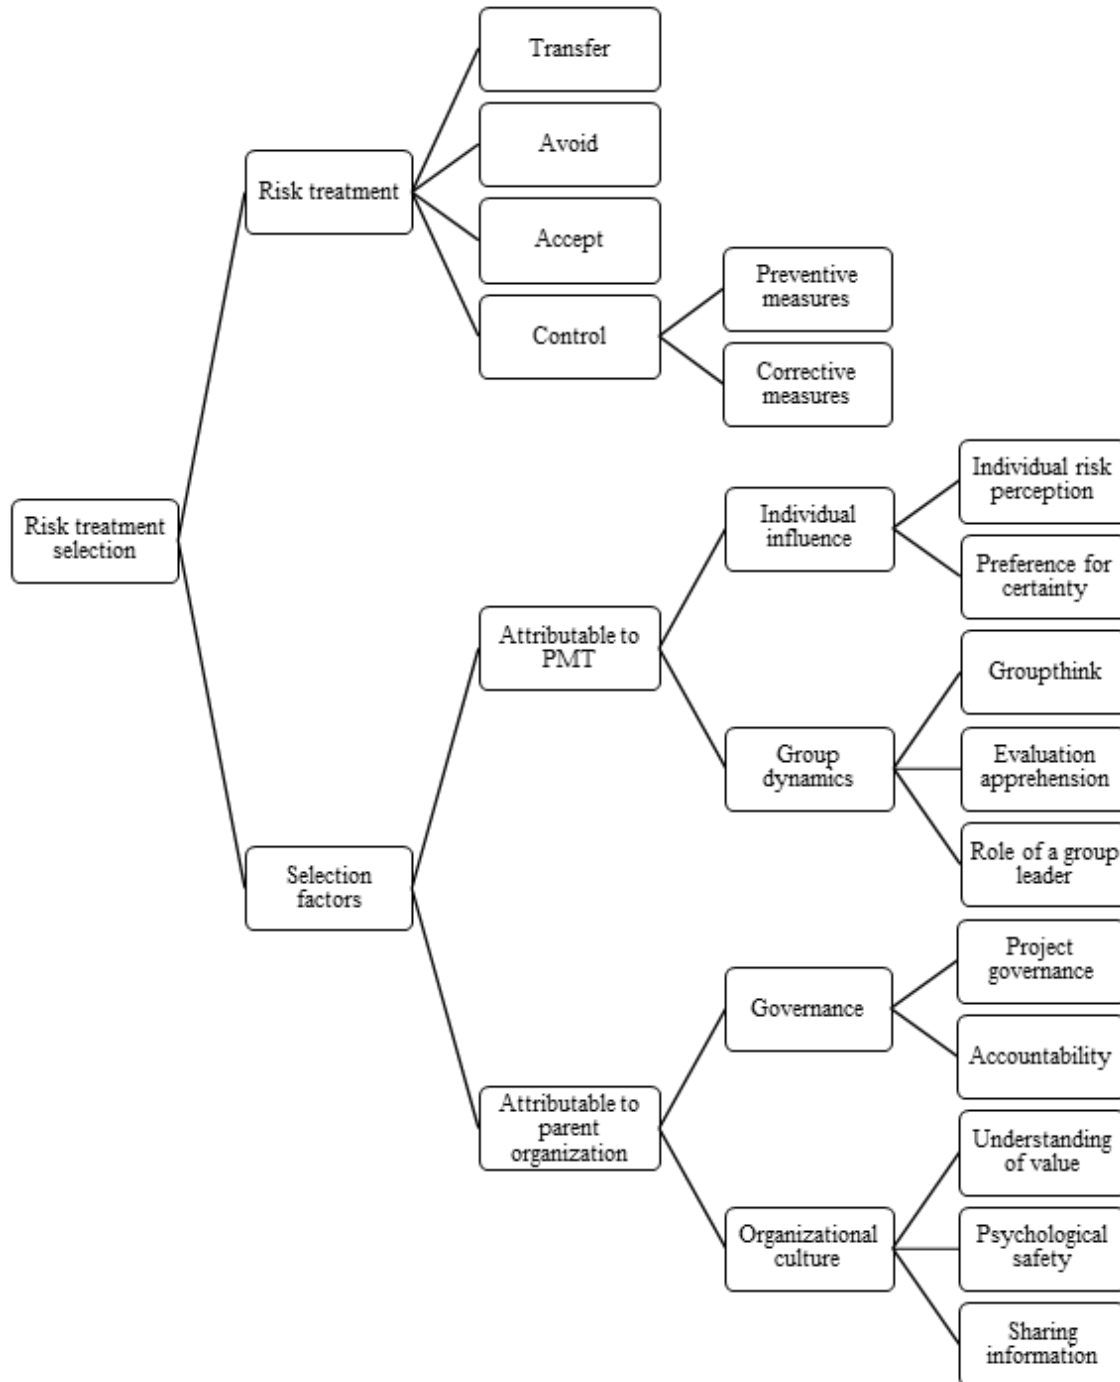 Transfer
Avoid
Risk treatment
Accept
Preventive
measures
Control
Corrective
measures
Individual risk
perception
Individual
influence
Risk treatment
selection
Preference for
certainty
Attributable to
PMT
Groupthink
Group
dynamics
Evaluation
apprehension
Role of a group
leader
Selection
factors
Project
governance
Governance
Accountability
Attributable to
parent
organization
Understanding
of value
Organizational
culture
Psychological
safety
Sharing
information